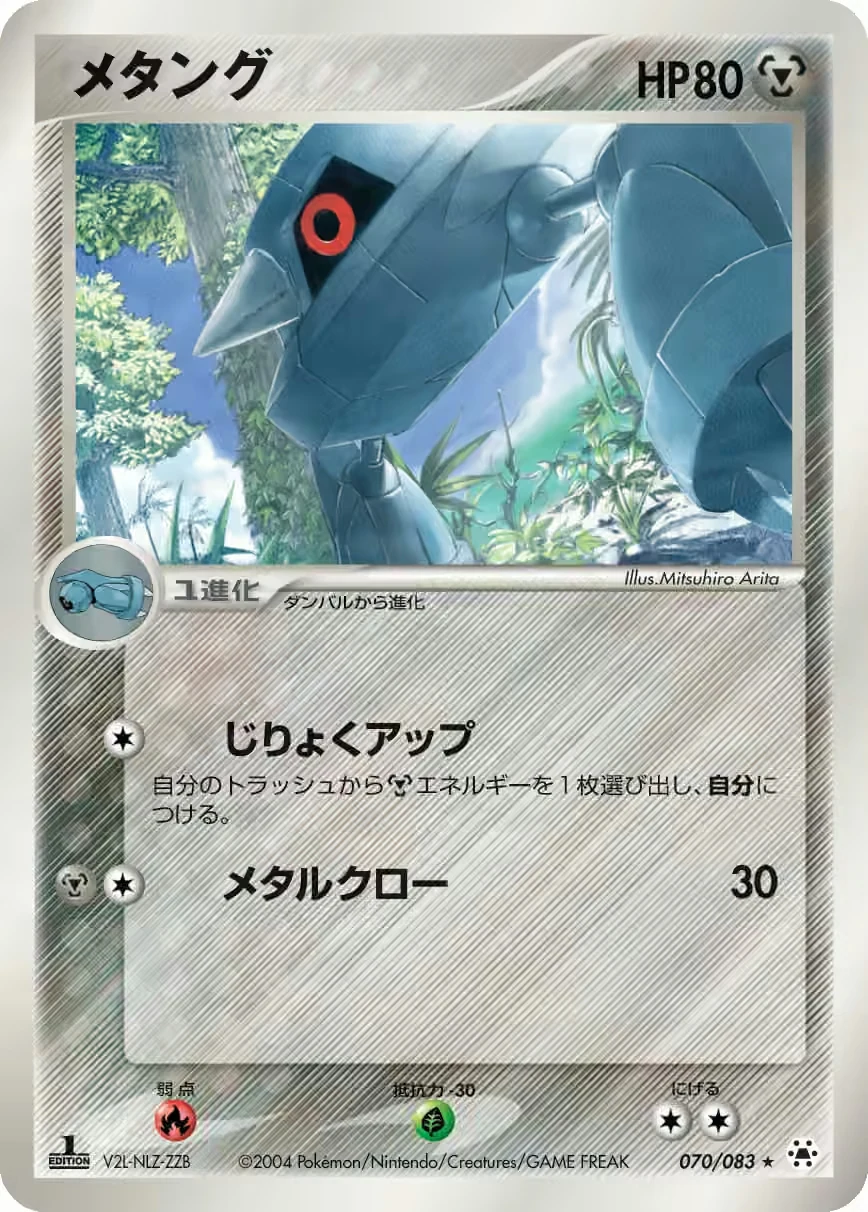 メタング HP80
Illus.Mitsuhiro Arita
1進化
ダンバルから進化
じりょくアップ
自分のトラッシュからエネルギーを1枚選び出し、自分に
つける。
メタルクロー 30
弱点 抵抗力 -30 にげる
1 EDITION V2L-NLZ-ZZB ©2004 Pokémon/Nintendo/Creatures/GAME FREAK 070/083 ★